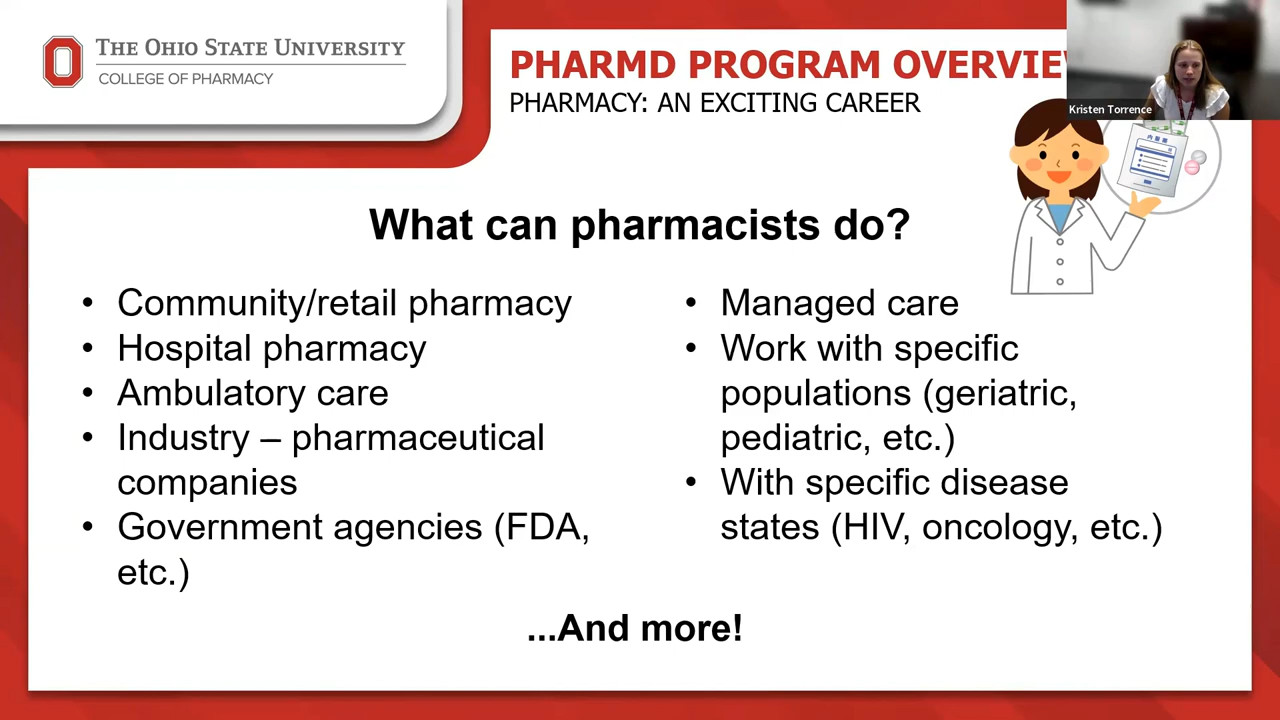 THE OHIO STATE UNIVERSITY
COLLEGE OF PHARMACY
PHARMD PROGRAM OVERVIE
PHARMACY: AN EXCITING CAREER
Kristen Torrence
What can pharmacists do?
• Community/retail pharmacy
• Hospital pharmacy
• Ambulatory care
• Industry – pharmaceutical
companies
• Government agencies (FDA,
etc.)
• Managed care
• Work with specific
populations (geriatric,
pediatric, etc.)
• With specific disease
states (HIV, oncology, etc.)
...And more!